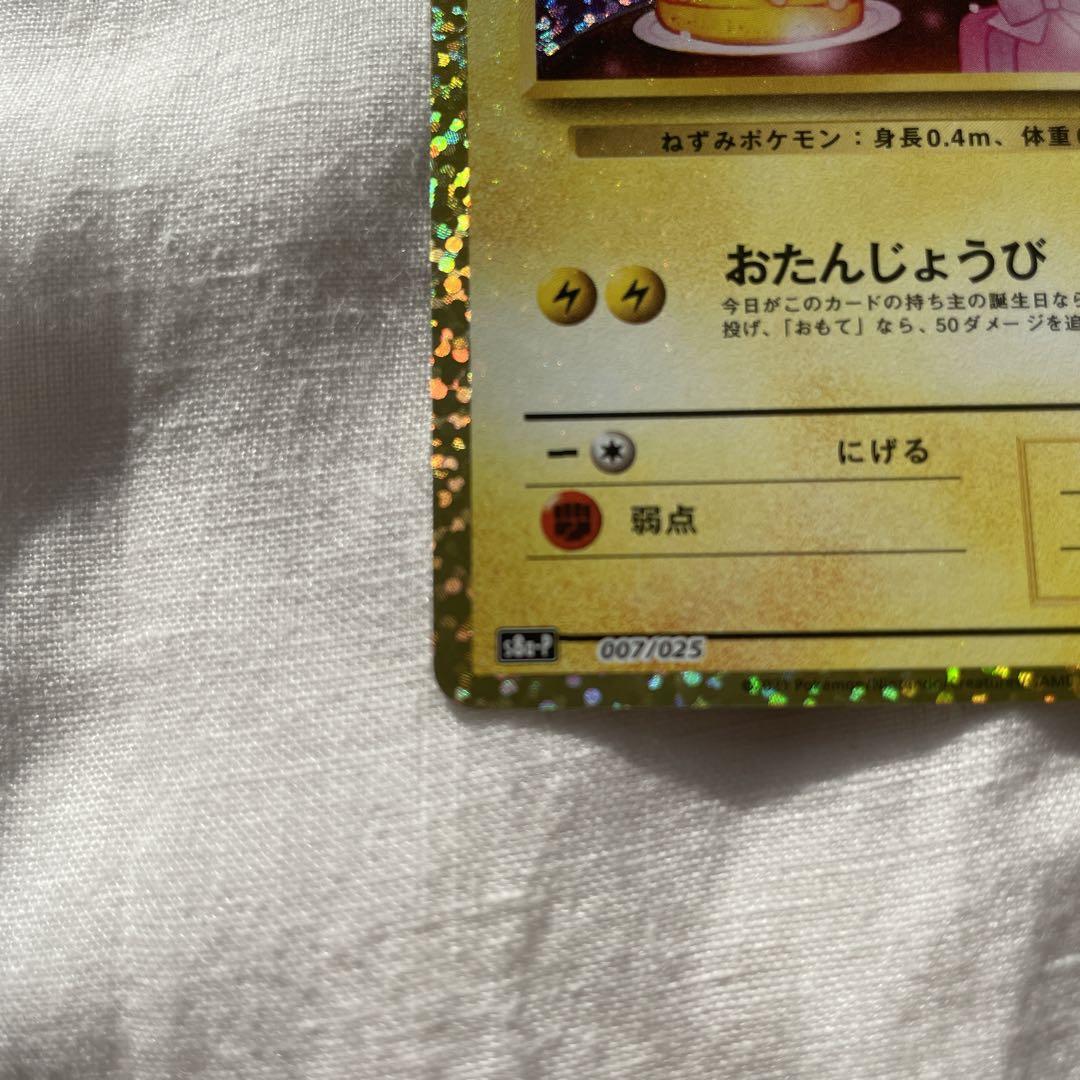 ねずみポケモン：身長0.4m、体重
おたんじょうび
今日がこのカードの持ち主の誕生日なら
投げ、「おもて」なら、50ダメージを追
ー
にげる
弱点
s8a-P
007/025